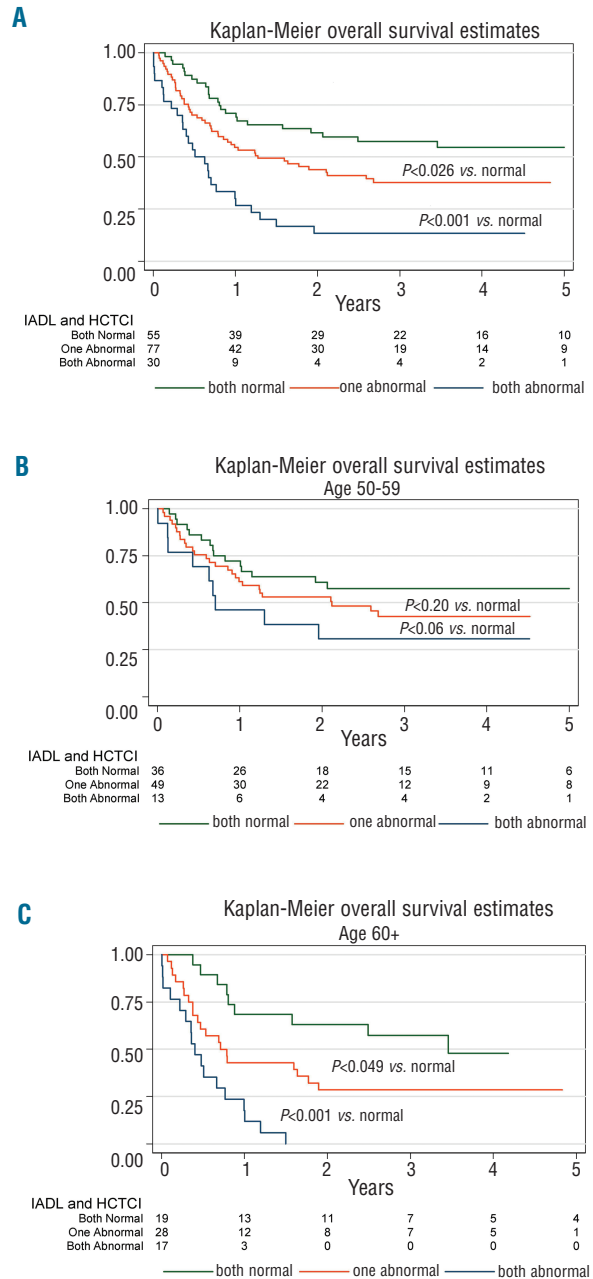 A
Kaplan-Meier overall survival estimates
1.00
0.75
0.50
0.25
0.00
P<0.026 vs. normal
P<0.001 vs. normal
0 1 2 3 4 5
Years
IADL and HCTCI
Both Normal 55 39 29 22 16 10
One Abnormal 77 42 30 19 14 9
Both Abnormal 30 9 4 4 2 1
both normal one abnormal both abnormal
B
Kaplan-Meier overall survival estimates
Age 50-59
1.00
0.75
0.50
0.25
0.00
P<0.20 vs. normal
P<0.06 vs. normal
0 1 2 3 4 5
Years
IADL and HCTCI
Both Normal 36 26 18 15 11 6
One Abnormal 49 30 22 12 9 8
Both Abnormal 13 6 4 4 2 1
both normal one abnormal both abnormal
C
Kaplan-Meier overall survival estimates
Age 60+
1.00
0.75
0.50
0.25
0.00
P<0.049 vs. normal
P<0.001 vs. normal
0 1 2 3 4 5
Years
IADL and HCTCI
Both Normal 19 13 11 7 5 4
One Abnormal 28 12 8 7 5 1
Both Abnormal 17 3 0 0 0 0
both normal one abnormal both abnormal